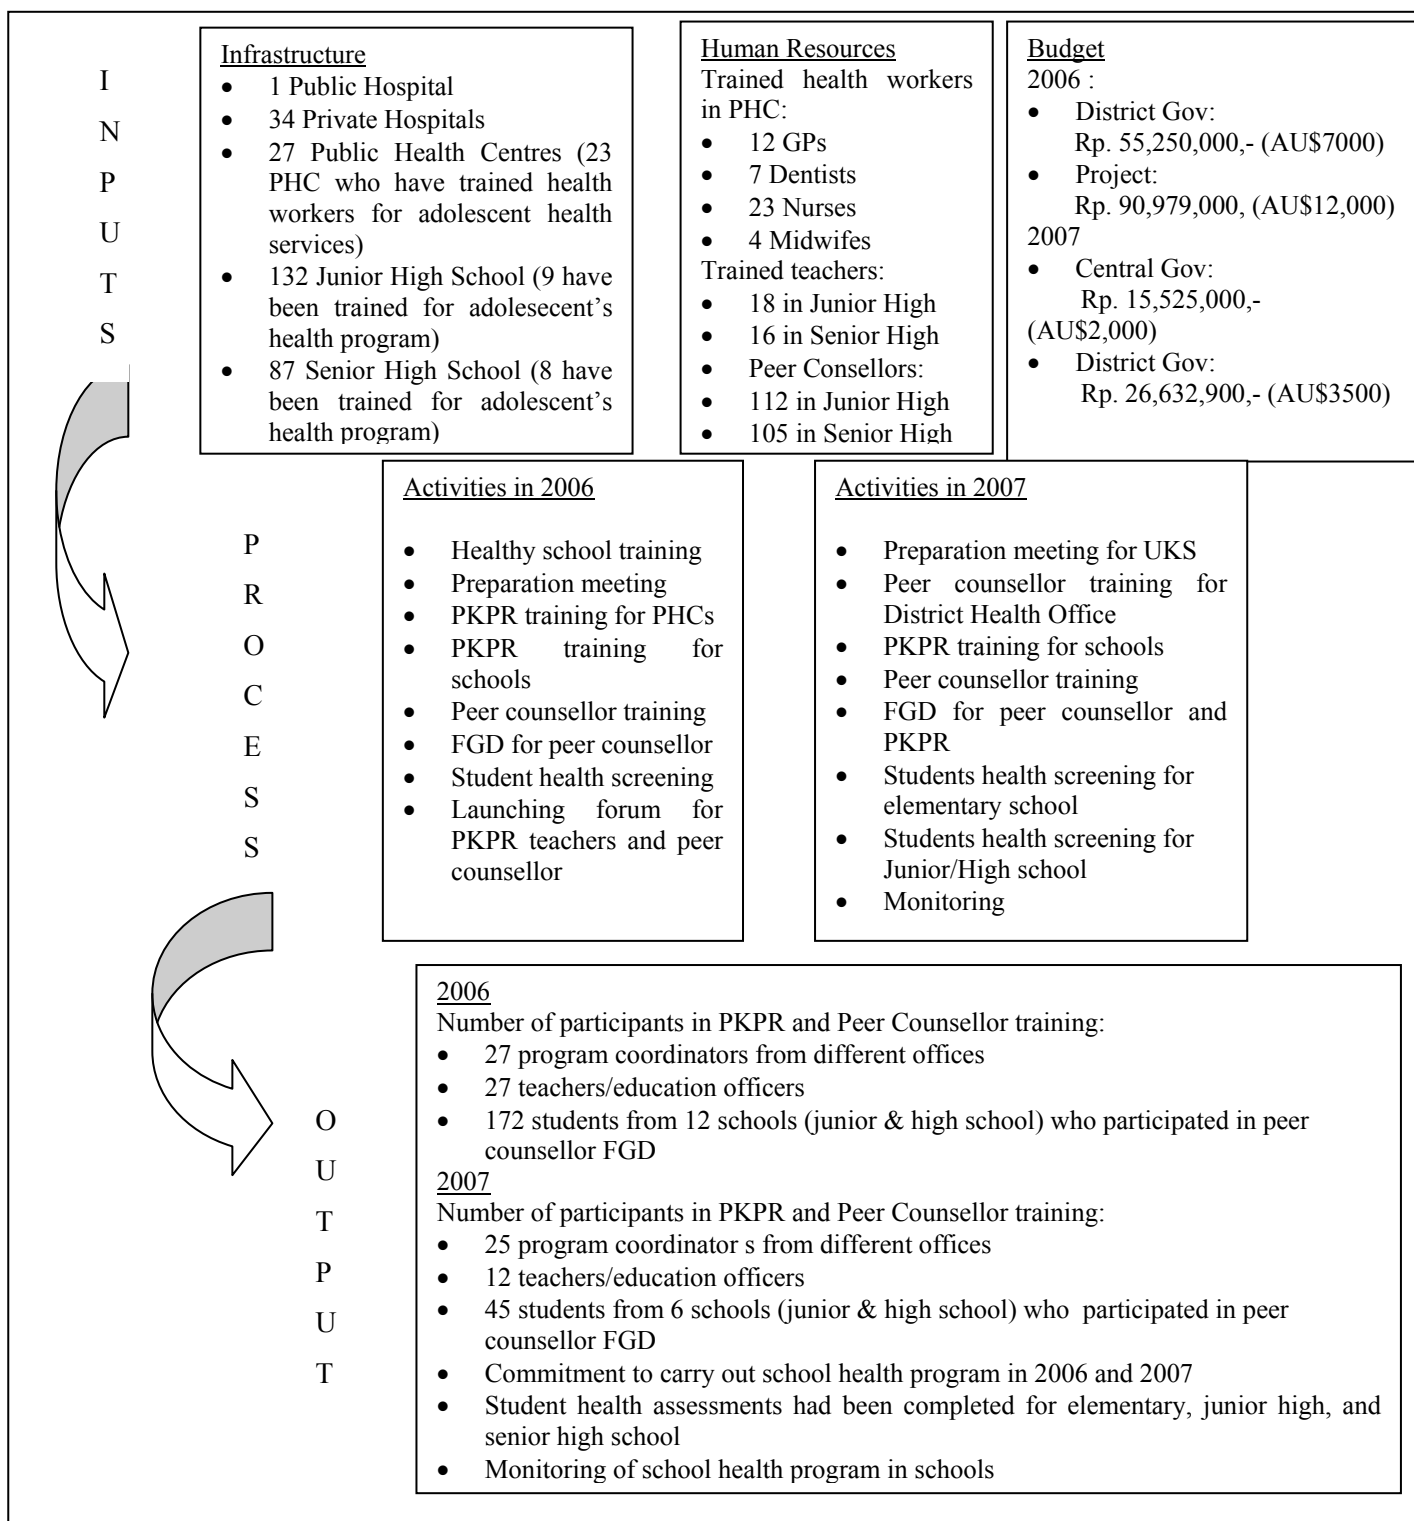 I
N
P
U
T
S
Infrastructure
• 1 Public Hospital
• 34 Private Hospitals
• 27 Public Health Centres (23
PHC who have trained health
workers for adolescent health
services)
• 132 Junior High School (9 have
been trained for adolesecent’s
health program)
• 87 Senior High School (8 have
been trained for adolescent’s
health program)
Human Resources
Trained health workers
in PHC:
• 12 GPs
• 7 Dentists
• 23 Nurses
• 4 Midwifes
Trained teachers:
• 18 in Junior High
• 16 in Senior High
• Peer Consellors:
• 112 in Junior High
• 105 in Senior High
Budget
2006 :
• District Gov:
Rp. 55,250,000,- (AU$7000)
• Project:
Rp. 90,979,000, (AU$12,000)
2007
• Central Gov:
Rp. 15,525,000,-
(AU$2,000)
• District Gov:
Rp. 26,632,900,- (AU$3500)
P
R
O
C
E
S
S
Activities in 2006
• Healthy school training
• Preparation meeting
• PKPR training for PHCs
• PKPR training for
schools
• Peer counsellor training
• FGD for peer counsellor
• Student health screening
• Launching forum for
PKPR teachers and peer
counsellor
Activities in 2007
• Preparation meeting for UKS
• Peer counsellor training for
District Health Office
• PKPR training for schools
• Peer counsellor training
• FGD for peer counsellor and
PKPR
• Students health screening for
elementary school
• Students health screening for
Junior/High school
• Monitoring
O
U
T
P
U
T
2006
Number of participants in PKPR and Peer Counsellor training:
• 27 program coordinators from different offices
• 27 teachers/education officers
• 172 students from 12 schools (junior & high school) who participated in peer
counsellor FGD
2007
Number of participants in PKPR and Peer Counsellor training:
• 25 program coordinator s from different offices
• 12 teachers/education officers
• 45 students from 6 schools (junior & high school) who participated in peer
counsellor FGD
• Commitment to carry out school health program in 2006 and 2007
• Student health assessments had been completed for elementary, junior high, and
senior high school
• Monitoring of school health program in schools